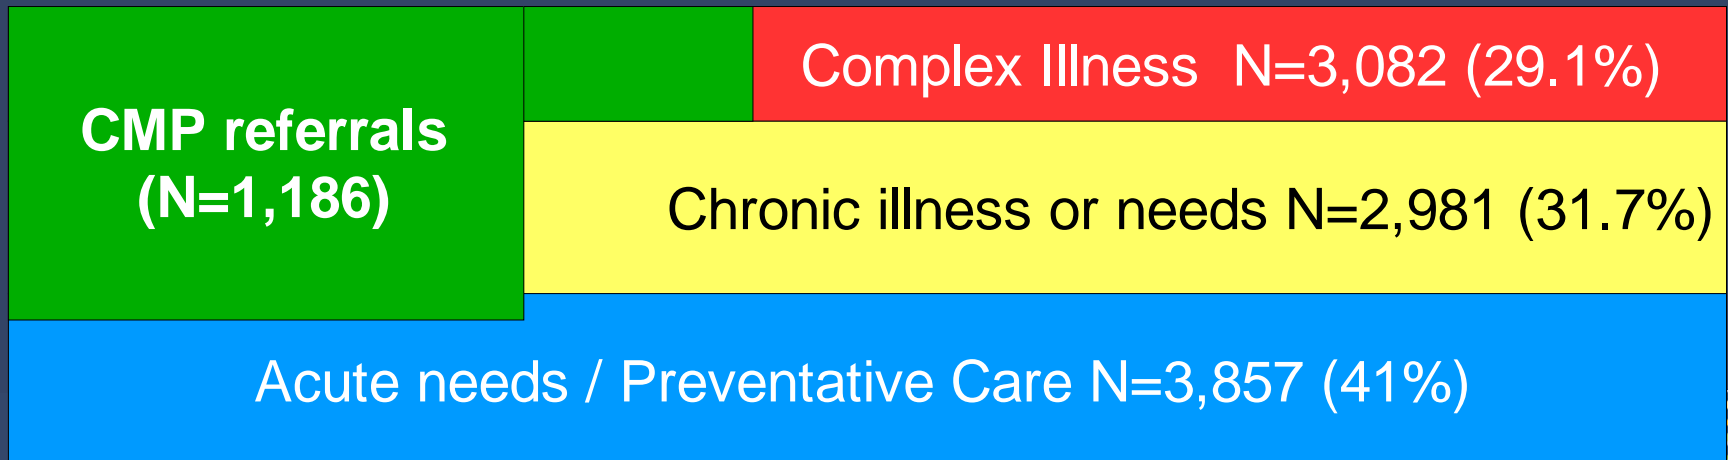 Complex Illness  N=3,082 (29.1%)
CMP referrals
(N=1,186)
Chronic illness or needs N=2,981 (31.7%)
Acute needs / Preventative Care N=3,857 (41%)